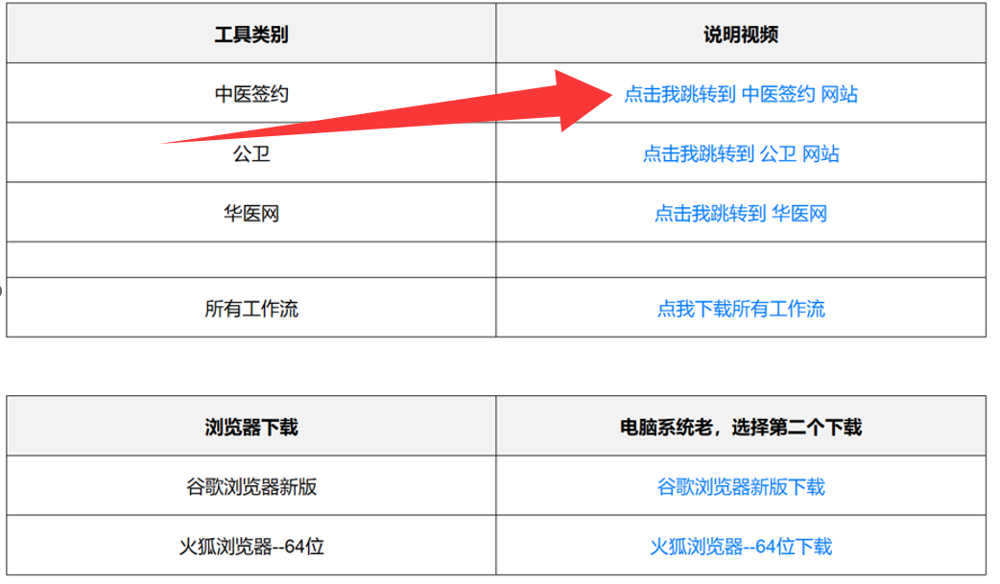 工具类别 说明视频
中医签约 点击我跳转到 中医签约 网站
公卫 点击我跳转到 公卫 网站
华医网 点击我跳转到 华医网
所有工作流 点我下载所有工作流
浏览器下载 电脑系统老，选择第二个下载
谷歌浏览器新版 谷歌浏览器新版下载
火狐浏览器--64位 火狐浏览器--64位下载